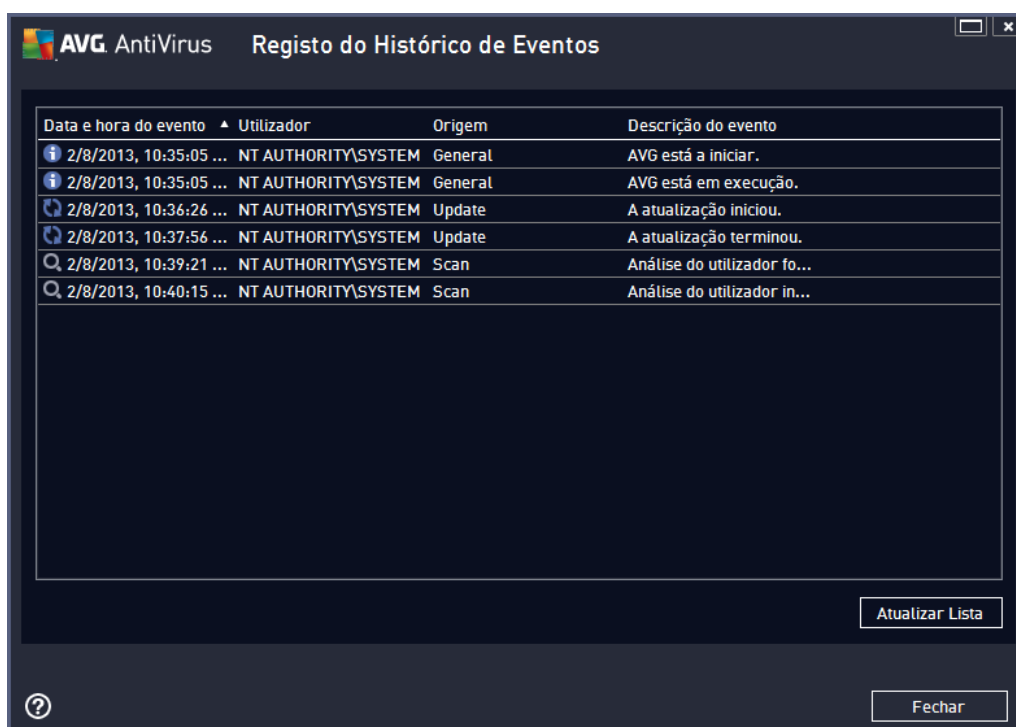 AVG. AntiVirus Registo do Histórico de Eventos
Data e hora do evento Utilizador Origem Descrição do evento
2/8/2013, 10:35:05 ... NT AUTHORITY\SYSTEM General AVG está a iniciar.
2/8/2013, 10:35:05 ... NT AUTHORITY\SYSTEM General AVG está em execução.
2/8/2013, 10:36:26 ... NT AUTHORITY\SYSTEM Update A atualização iniciou.
2/8/2013, 10:37:56 ... NT AUTHORITY\SYSTEM Update A atualização terminou.
2/8/2013, 10:39:21 ... NT AUTHORITY\SYSTEM Scan Análise do utilizador fo...
2/8/2013, 10:40:15 ... NT AUTHORITY\SYSTEM Scan Análise do utilizador in...
Atualizar Lista
Fechar